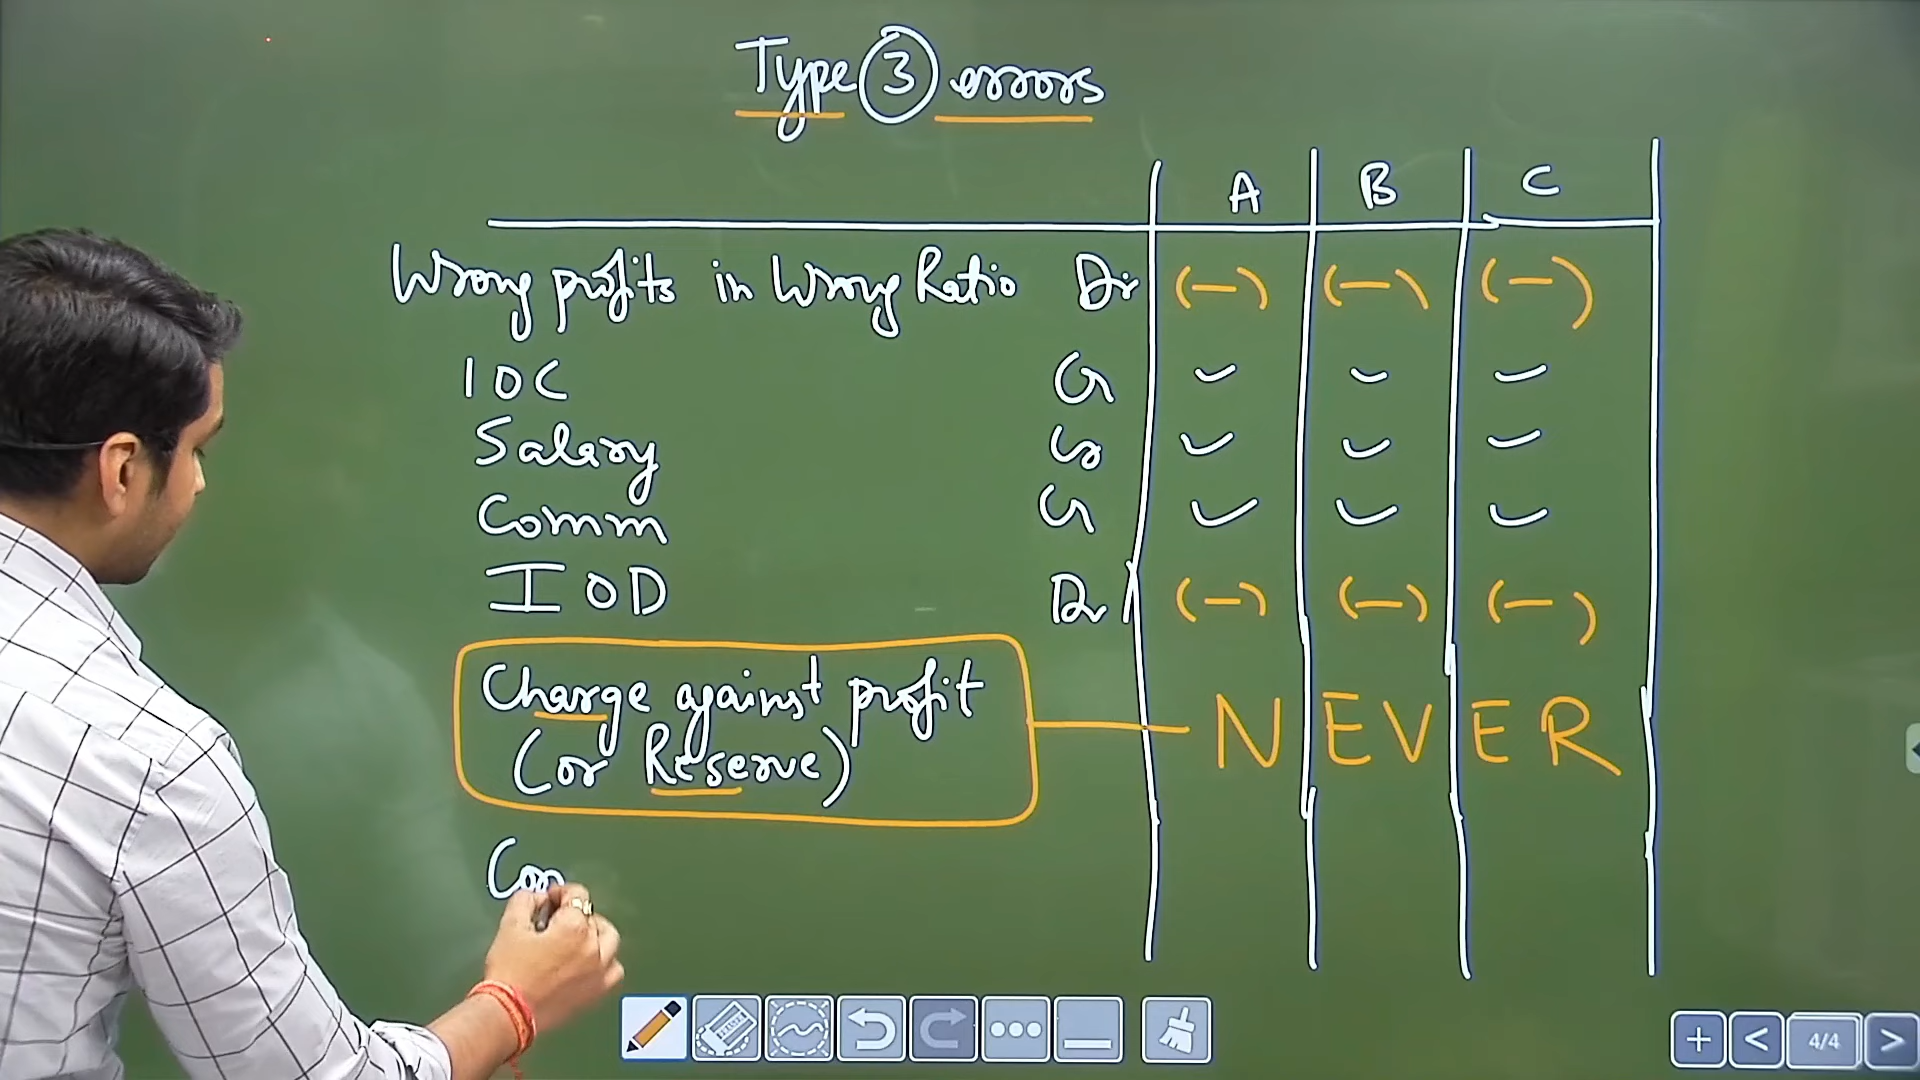 Type 3 errors
A B C
Wrong profits in Wrong Ratio Dr (-) (-) (-)
IOC Cr
Salary Cr
Comm Cr
IOD Dr (-) (-) (-)
Charge against profit NEVER
(or Reserve)
4/4